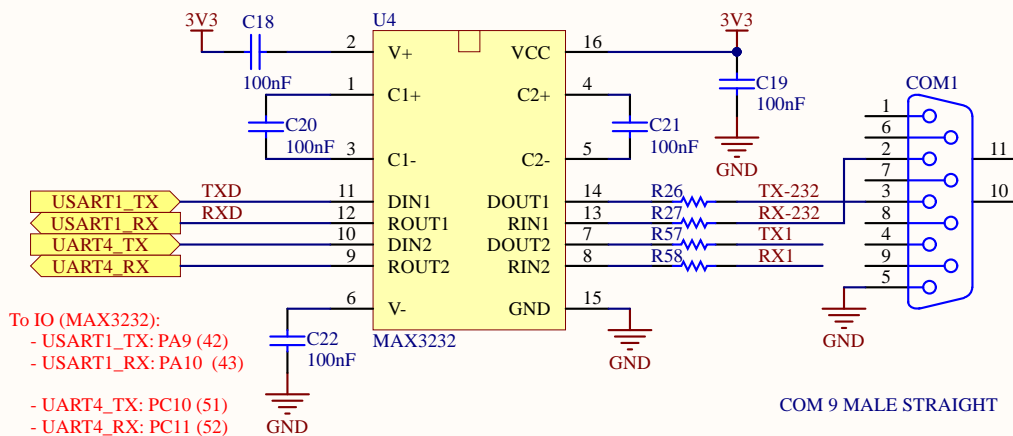 3V3
C18
100nF
U4
2
V+
VCC
16
3V3
C19
100nF
GND
1
C1+
C2+
4
C20
100nF
C21
100nF
3
C1-
C2-
5
USART1_TX
TXD
11
DIN1
DOUT1
14
R26
TX-232
USART1_RX
RXD
12
ROUT1
RIN1
13
R27
RX-232
UART4_TX
10
DIN2
DOUT2
7
R57
TX1
UART4_RX
9
ROUT2
RIN2
8
R58
RX1
6
V-
GND
15
GND
MAX3232
C22
100nF
GND
COM1
1
6
2
7
3
8
4
9
5
11
10
GND
To IO (MAX3232):
- USART1_TX: PA9 (42)
- USART1_RX: PA10 (43)
- UART4_TX: PC10 (51)
- UART4_RX: PC11 (52)
COM 9 MALE STRAIGHT